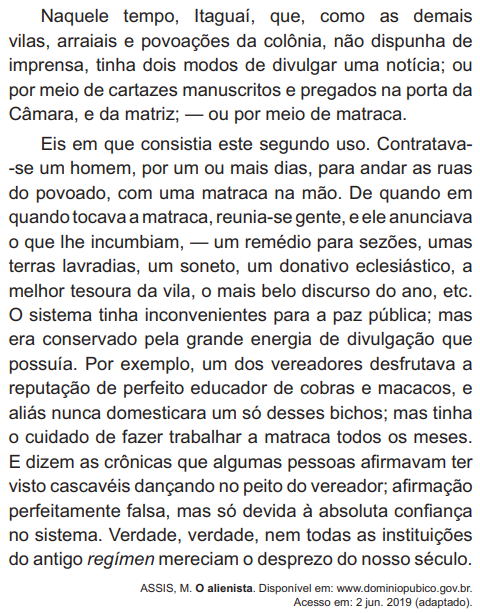 Naquele tempo, Itaguaí, que, como as demais
vilas, arraiais e povoações da colônia, não dispunha de
imprensa, tinha dois modos de divulgar uma notícia; ou
por meio de cartazes manuscritos e pregados na porta da
Câmara, e da matriz; — ou por meio de matraca.
Eis em que consistia este segundo uso. Contratava-
-se um homem, por um ou mais dias, para andar as ruas
do povoado, com uma matraca na mão. De quando em
quando tocava a matraca, reunia-se gente, e ele anunciava
o que lhe incumbiam, — um remédio para sezões, umas
terras lavradias, um soneto, um donativo eclesiástico, a
melhor tesoura da vila, o mais belo discurso do ano, etc.
O sistema tinha inconvenientes para a paz pública; mas
era conservado pela grande energia de divulgação que
possuía. Por exemplo, um dos vereadores desfrutava a
reputação de perfeito educador de cobras e macacos, e
aliás nunca domesticara um só desses bichos; mas tinha
o cuidado de fazer trabalhar a matraca todos os meses.
E dizem as crônicas que algumas pessoas afirmavam ter
visto cascavéis dançando no peito do vereador; afirmação
perfeitamente falsa, mas só devida à absoluta confiança
no sistema. Verdade, verdade, nem todas as instituições
do antigo regímen mereciam o desprezo do nosso século.
ASSIS, M. O alienista. Disponível em: www.dominiopubico.gov.br.
Acesso em: 2 jun. 2019 (adaptado).